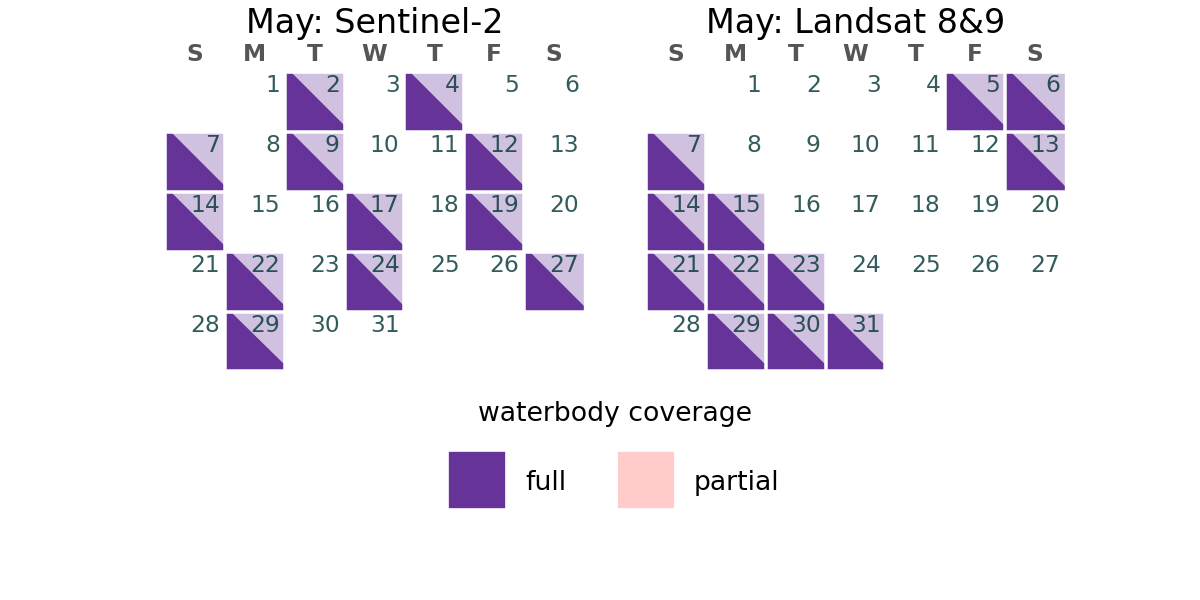 May: Sentinel-2
S M T W T F S
1 2 3 4 5 6
7 8 9 10 11 12 13
14 15 16 17 18 19 20
21 22 23 24 25 26 27
28 29 30 31
May: Landsat 8&9
S M T W T F S
1 2 3 4 5 6
7 8 9 10 11 12 13
14 15 16 17 18 19 20
21 22 23 24 25 26 27
28 29 30 31
waterbody coverage
full partial